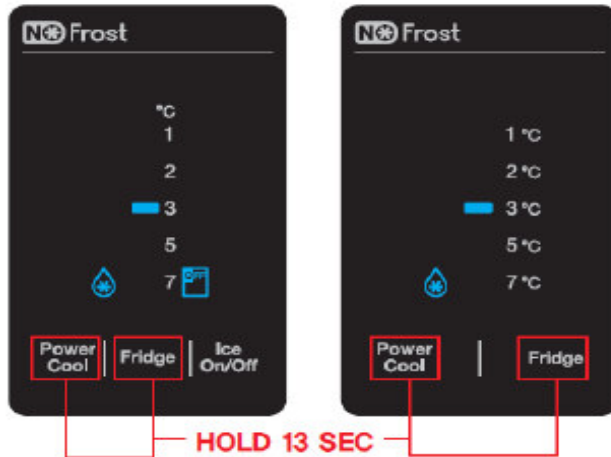 NO Frost
°C
1
2
3
5
7
OFF
Power Cool | Fridge | Ice On/Off
NO Frost
1 °C
2 °C
3 °C
5 °C
7 °C
Power Cool | Fridge
HOLD 13 SEC